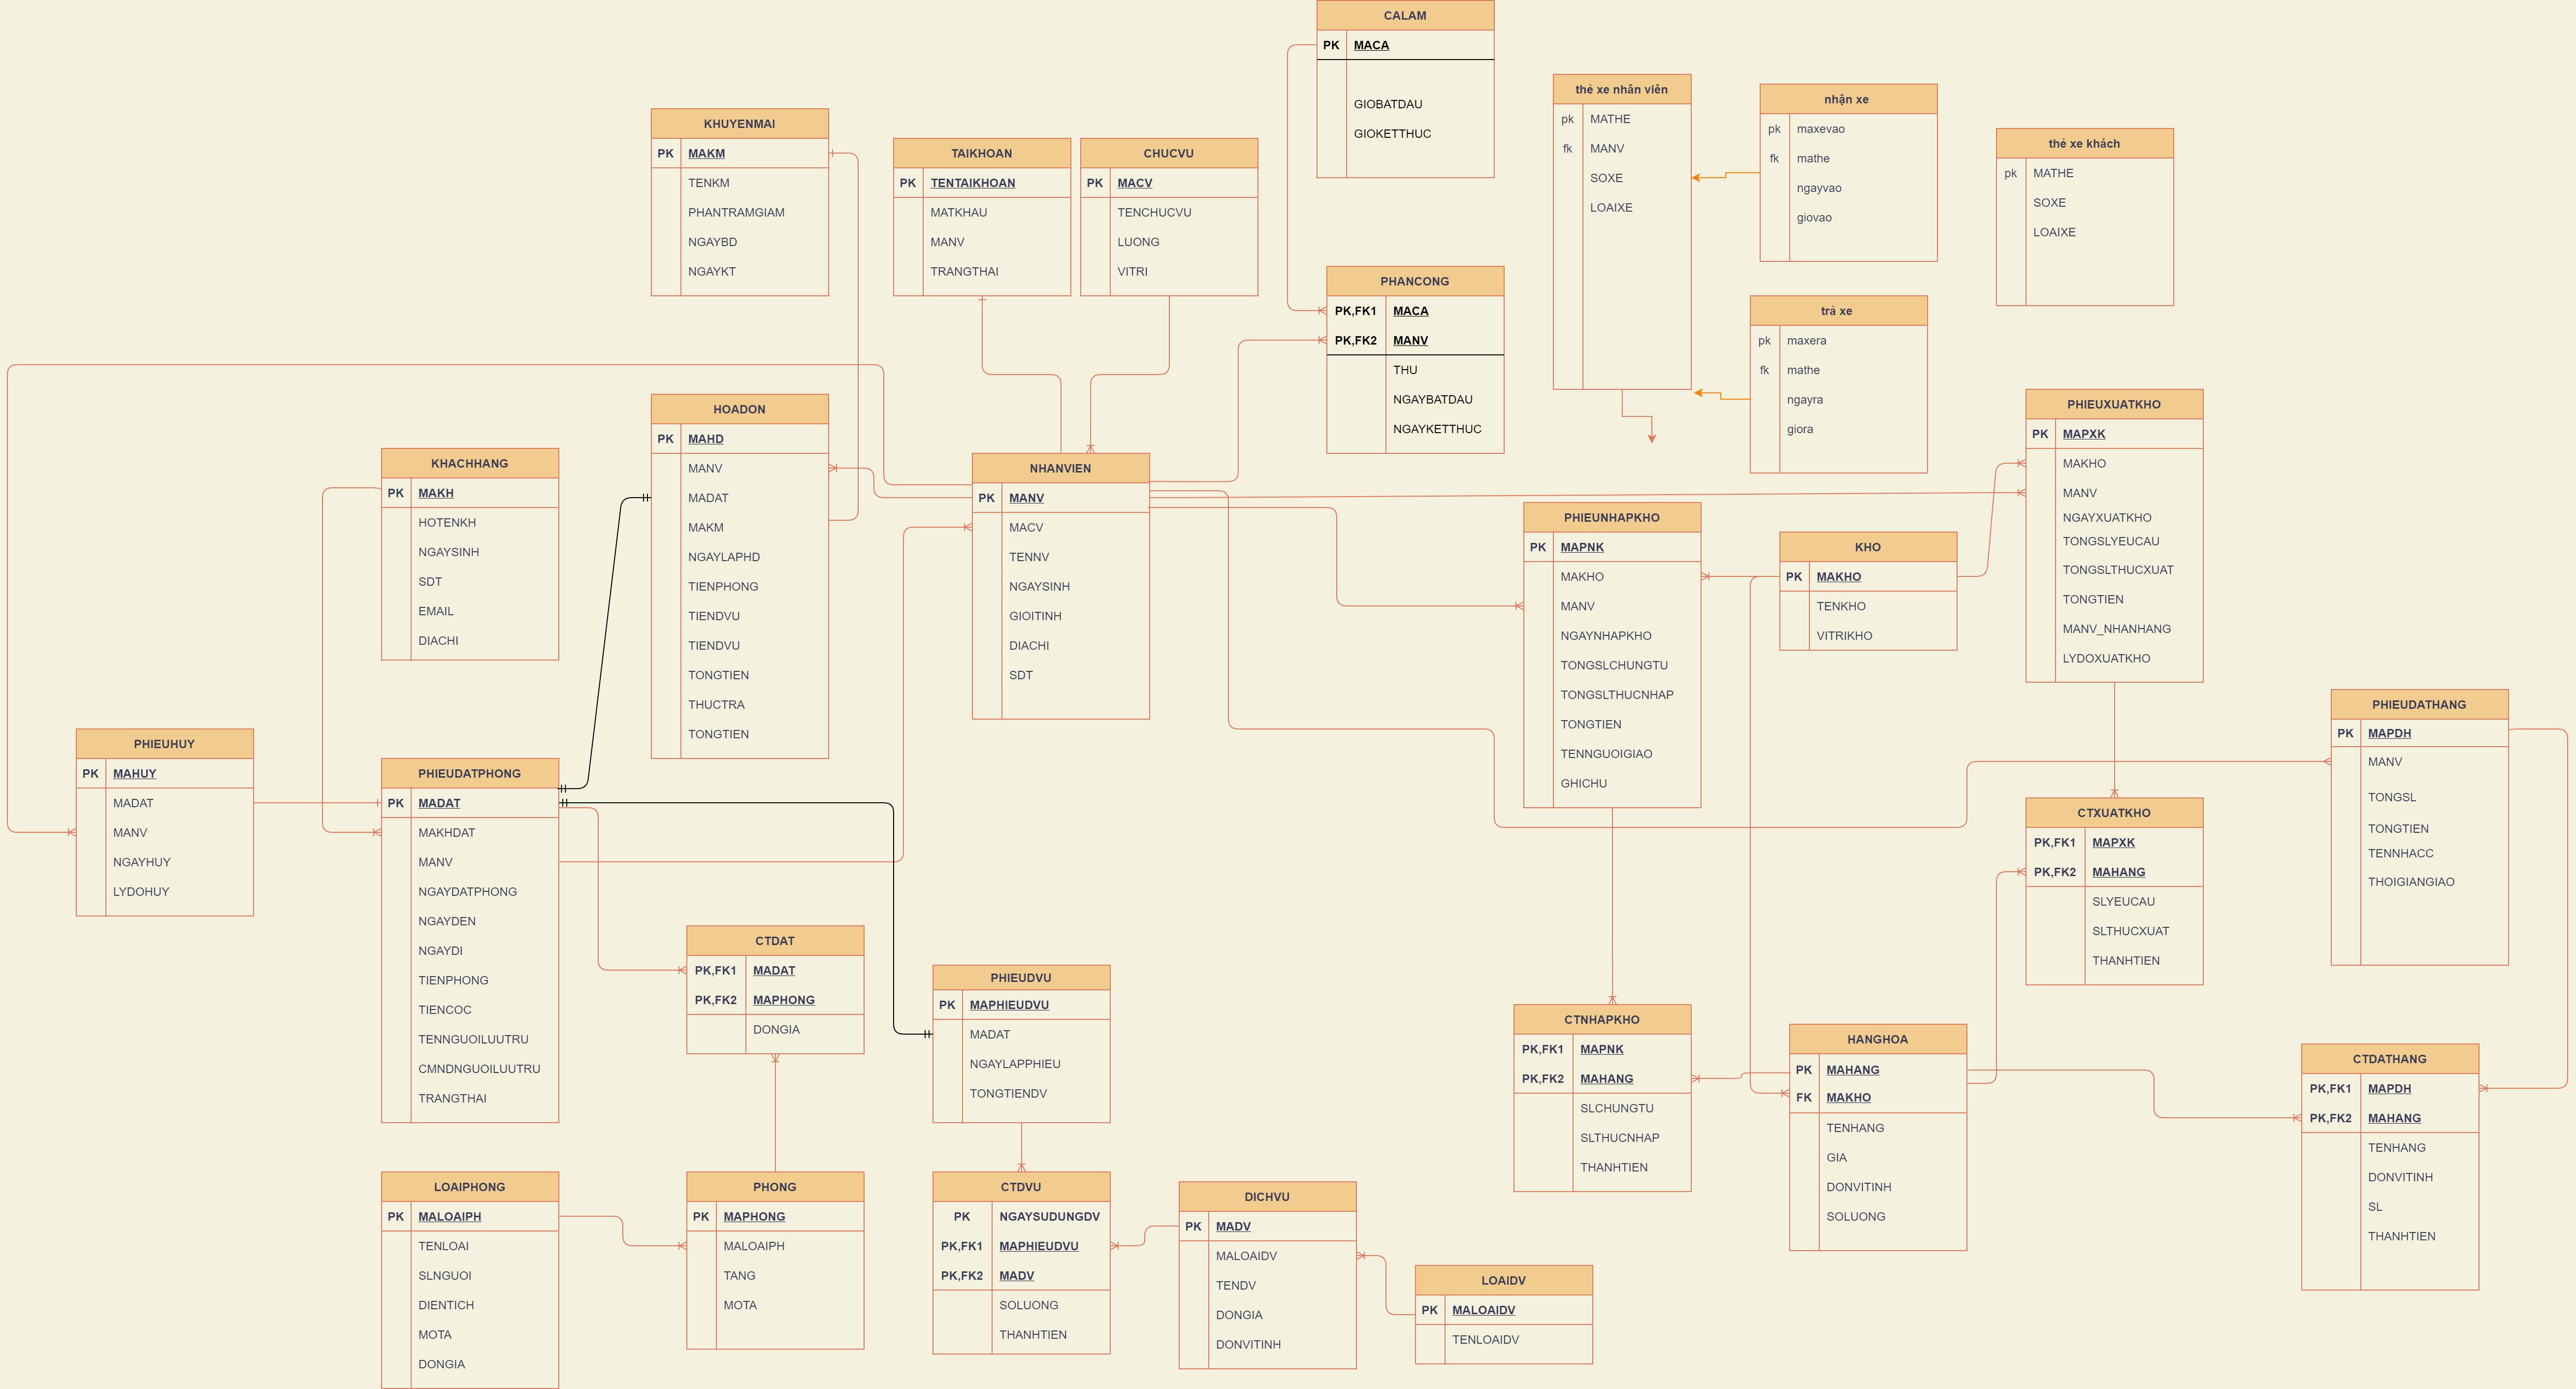 CALAM
PK MACA
GIOBATDAU
GIOKETTHUC
thẻ xe nhân viên
pk MATHE
fk MANV
SOXE
LOAIXE
nhận xe
pk maxevao
fk mathe
ngayvao
giovao
thẻ xe khách
pk MATHE
SOXE
LOAIXE
KHUYENMAI
PK MAKM
TENKM
PHANTRAMGIAM
NGAYBD
NGAYKT
TAIKHOAN
PK TENTAIKHOAN
MATKHAU
MANV
TRANGTHAI
CHUCVU
PK MACV
TENCHUCVU
LUONG
VITRI
PHANCONG
PK,FK1 MACA
PK,FK2 MANV
THU
NGAYBATDAU
NGAYKETTHUC
trả xe
pk maxera
fk mathe
ngayra
giora
HOADON
PK MAHD
MANV
MADAT
MAKM
NGAYLAPHD
TIENPHONG
TIENDVU
TIENDVU
TONGTIEN
THUCTRA
TONGTIEN
KHACHHANG
PK MAKH
HOTENKH
NGAYSINH
SDT
EMAIL
DIACHI
NHANVIEN
PK MANV
MACV
TENNV
NGAYSINH
GIOITINH
DIACHI
SDT
PHIEUNHAPKHO
PK MAPNK
MAKHO
MANV
NGAYNHAPKHO
TONGSLCHUNGTU
TONGSLTHUCNHAP
TONGTIEN
TENNGUOIGIAO
GHICHU
KHO
PK MAKHO
TENKHO
VITRIKHO
PHIEUXUATKHO
PK MAPXK
MAKHO
MANV
NGAYXUATKHO
TONGSLYEUCAU
TONGSLTHUCXUAT
TONGTIEN
MANV_NHANHANG
LYDOXUATKHO
PHIEUDATHANG
PK MAPDH
MANV
TONGSL
TONGTIEN
TENNHACC
THOIGIANGIAO
PHIEUHUY
PK MAHUY
MADAT
MANV
NGAYHUY
LYDOHUY
PHIEUDATPHONG
PK MADAT
MAKHDAT
MANV
NGAYDATPHONG
NGAYDEN
NGAYDI
TIENPHONG
TIENCOC
TENNGUOILUUTRU
CMNDNGUOILUUTRU
TRANGTHAI
CTXUATKHO
PK,FK1 MAPXK
PK,FK2 MAHANG
SLYEUCAU
SLTHUCXUAT
THANHTIEN
CTDAT
PK,FK1 MADAT
PK,FK2 MAPHONG
DONGIA
PHIEUDVU
PK MAPHIEUDVU
MADAT
NGAYLAPPHIEU
TONGTIENDV
CTNHAPKHO
PK,FK1 MAPNK
PK,FK2 MAHANG
SLCHUNGTU
SLTHUCNHAP
THANHTIEN
HANGHOA
PK MAHANG
FK MAKHO
TENHANG
GIA
DONVITINH
SOLUONG
CTDATHANG
PK,FK1 MAPDH
PK,FK2 MAHANG
TENHANG
DONVITINH
SL
THANHTIEN
LOAIPHONG
PK MALOAIPH
TENLOAI
SLNGUOI
DIENTICH
MOTA
DONGIA
PHONG
PK MAPHONG
MALOAIPH
TANG
MOTA
CTDVU
PK NGAYSUDUNGDV
PK,FK1 MAPHIEUDVU
PK,FK2 MADV
SOLUONG
THANHTIEN
DICHVU
PK MADV
MALOAIDV
TENDV
DONGIA
DONVITINH
LOAIDV
PK MALOAIDV
TENLOAIDV